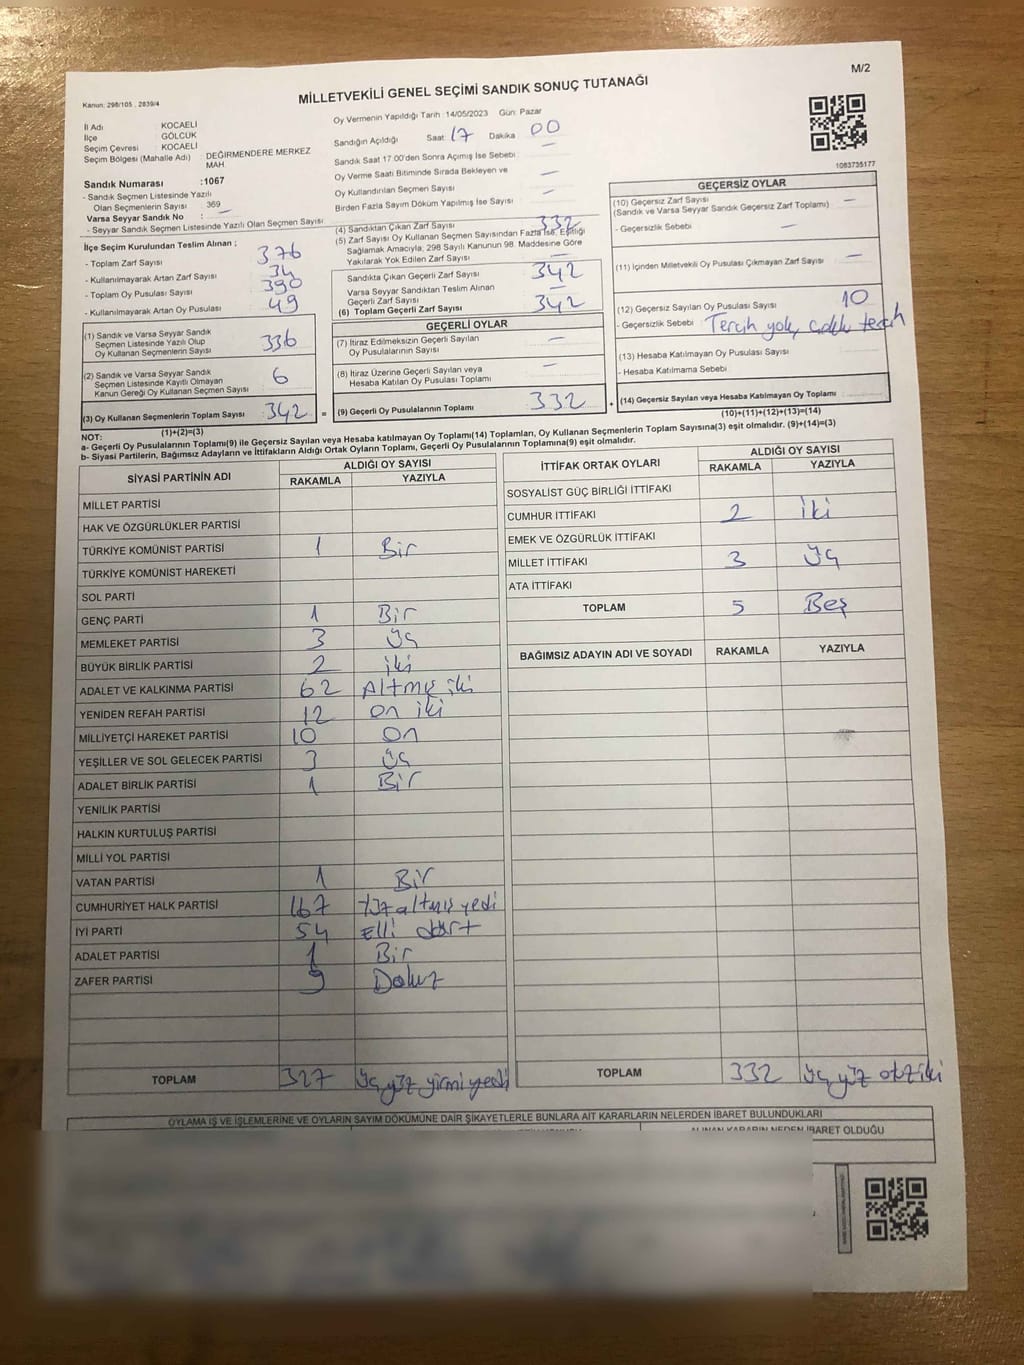 M/2
Kanun: 298/105 , 2839/4
MİLLETVEKİLİ GENEL SEÇİMİ SANDIK SONUÇ TUTANAĞI
İl Adı : KOCAELİ
İlçe : GÖLCÜK
Seçim Çevresi : KOCAELİ
Seçim Bölgesi (Mahalle Adı) : DEĞİRMENDERE MERKEZ MAH
Sandık Numarası :1067
- Sandık Seçmen Listesinde Yazılı
Olan Seçmenlerin Sayısı : 369
Varsa Seyyar Sandık No : —
- Seyyar Sandık Seçmen Listesinde Yazılı Olan Seçmen Sayısı
Oy Vermenin Yapıldığı Tarih :14/05/2023 Gün: Pazar
Sandığın Açıldığı Saat: 17 Dakika 00
Sandık Saat 17.00'den Sonra Açımış İse Sebebi : —
Oy Verme Saati Bitiminde Sırada Bekleyen ve
Oy Kullandırılan Seçmen Sayısı —
Birden Fazla Sayım Döküm Yapılmış İse Sayısı —
1083735177
İlçe Seçim Kurulundan Teslim Alınan ;
- Toplam Zarf Sayısı 376
- Kullanılmayarak Artan Zarf Sayısı 34
- Toplam Oy Pusulası Sayısı 390
- Kullanılmayarak Artan Oy Pusulası 49
(1) Sandık ve Varsa Seyyar Sandık
Seçmen Listesinde Yazılı Olup
Oy Kullanan Seçmenlerin Sayısı 336
(2) Sandık ve Varsa Seyyar Sandık
Seçmen Listesinde Kayıtlı Olmayan
Kanun Gereği Oy Kullanan Seçmen Sayısı 6
(3) Oy Kullanan Seçmenlerin Toplam Sayısı 342 =
(1)+(2)=(3)
(4) Sandıktan Çıkan Zarf Sayısı 332
(5) Zarf Sayısı Oy Kullanan Seçmen Sayısından Fazla İse, Eşitliği
Sağlamak Amacıyla, 298 Sayılı Kanunun 98. Maddesine Göre
Yakılarak Yok Edilen Zarf Sayısı —
Sandıkta Çıkan Geçerli Zarf Sayısı 342
Varsa Seyyar Sandıktan Teslim Alınan
Geçerli Zarf Sayısı —
(6) Toplam Geçerli Zarf Sayısı 342
GEÇERLİ OYLAR
(7) İtiraz Edilmeksizin Geçerli Sayılan
Oy Pusulalarının Sayısı —
(8) İtiraz Üzerine Geçerli Sayılan veya
Hesaba Katılan Oy Pusulası Toplamı —
(9) Geçerli Oy Pusulalarının Toplamı 332 +
GEÇERSİZ OYLAR
(10) Geçersiz Zarf Sayısı —
(Sandık ve Varsa Seyyar Sandık Geçersiz Zarf Toplamı)
- Geçersizlik Sebebi —
(11) İçinden Milletvekili Oy Pusulası Çıkmayan Zarf Sayısı —
(12) Geçersiz Sayılan Oy Pusulası Sayısı 10
- Geçersizlik Sebebi Tercih yok, çoklu tercih
(13) Hesaba Katılmayan Oy Pusulası Sayısı
- Hesaba Katılmama Sebebi
(14) Geçersiz Sayılan veya Hesaba Katılmayan Oy Toplamı
(10)+(11)+(12)+(13)=(14)
NOT:
a- Geçerli Oy Pusulalarının Toplamı(9) ile Geçersiz Sayılan veya Hesaba katılmayan Oy Toplamı(14) Toplamları, Oy Kullanan Seçmenlerin Toplam Sayısına(3) eşit olmalıdır. (9)+(14)=(3)
b- Siyasi Partilerin, Bağımsız Adayların ve İttifakların Aldığı Ortak Oyların Toplamı, Geçerli Oy Pusulalarının Toplamına(9) eşit olmalıdır.
SİYASİ PARTİNİN ADI ALDIĞI OY SAYISI
RAKAMLA YAZIYLA
MİLLET PARTİSİ
HAK VE ÖZGÜRLÜKLER PARTİSİ
TÜRKİYE KOMÜNİST PARTİSİ 1 Bir
TÜRKİYE KOMÜNİST HAREKETİ
SOL PARTİ
GENÇ PARTİ 1 Bir
MEMLEKET PARTİSİ 3 üç
BÜYÜK BİRLİK PARTİSİ 2 iki
ADALET VE KALKINMA PARTİSİ 62 Altmış iki
YENİDEN REFAH PARTİSİ 12 on iki
MİLLİYETÇİ HAREKET PARTİSİ 10 on
YEŞİLLER VE SOL GELECEK PARTİSİ 3 üç
ADALET BİRLİK PARTİSİ 1 Bir
YENİLİK PARTİSİ
HALKIN KURTULUŞ PARTİSİ
MİLLİ YOL PARTİSİ
VATAN PARTİSİ 1 Bir
CUMHURİYET HALK PARTİSİ 167 Yüz altmış yedi
İYİ PARTİ 54 Elli dört
ADALET PARTİSİ 1 Bir
ZAFER PARTİSİ 9 Dokuz
TOPLAM 327 üç yüz yirmi yedi
İTTİFAK ORTAK OYLARI ALDIĞI OY SAYISI
RAKAMLA YAZIYLA
SOSYALİST GÜÇ BİRLİĞİ İTTİFAKI
CUMHUR İTTİFAKI 2 iki
EMEK VE ÖZGÜRLÜK İTTİFAKI
MİLLET İTTİFAKI 3 üç
ATA İTTİFAKI
TOPLAM 5 Beş
BAĞIMSIZ ADAYIN ADI VE SOYADI RAKAMLA YAZIYLA
TOPLAM 332 üç yüz otuz iki
OYLAMA İŞ VE İŞLEMLERİNE VE OYLARIN SAYIM DÖKÜMÜNE DAİR ŞİKAYETLERLE BUNLARA AİT KARARLARIN NELERDEN İBARET BULUNDUKLARI
ALINAN KARARIN NEDEN İBARET OLDUĞU